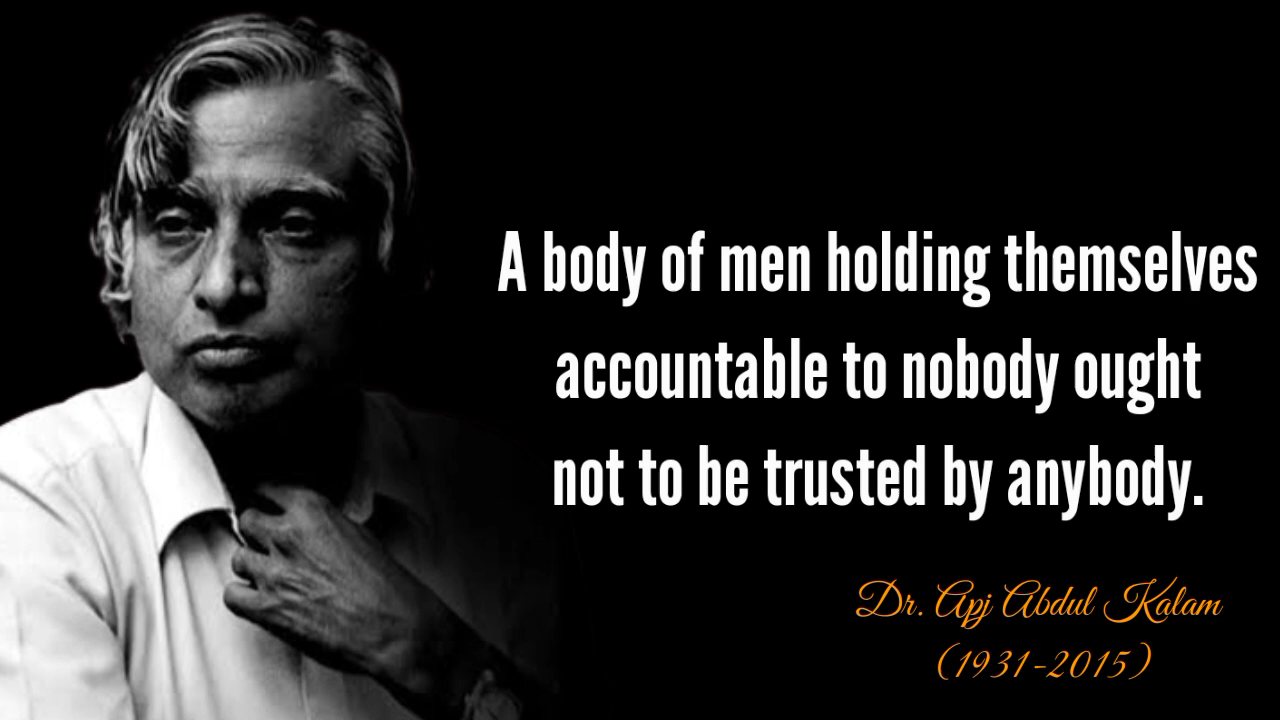 A body of men holding themselves
accountable to nobody ought
not to be trusted by anybody.
Dr. Apj Abdul Kalam
(1931-2015)